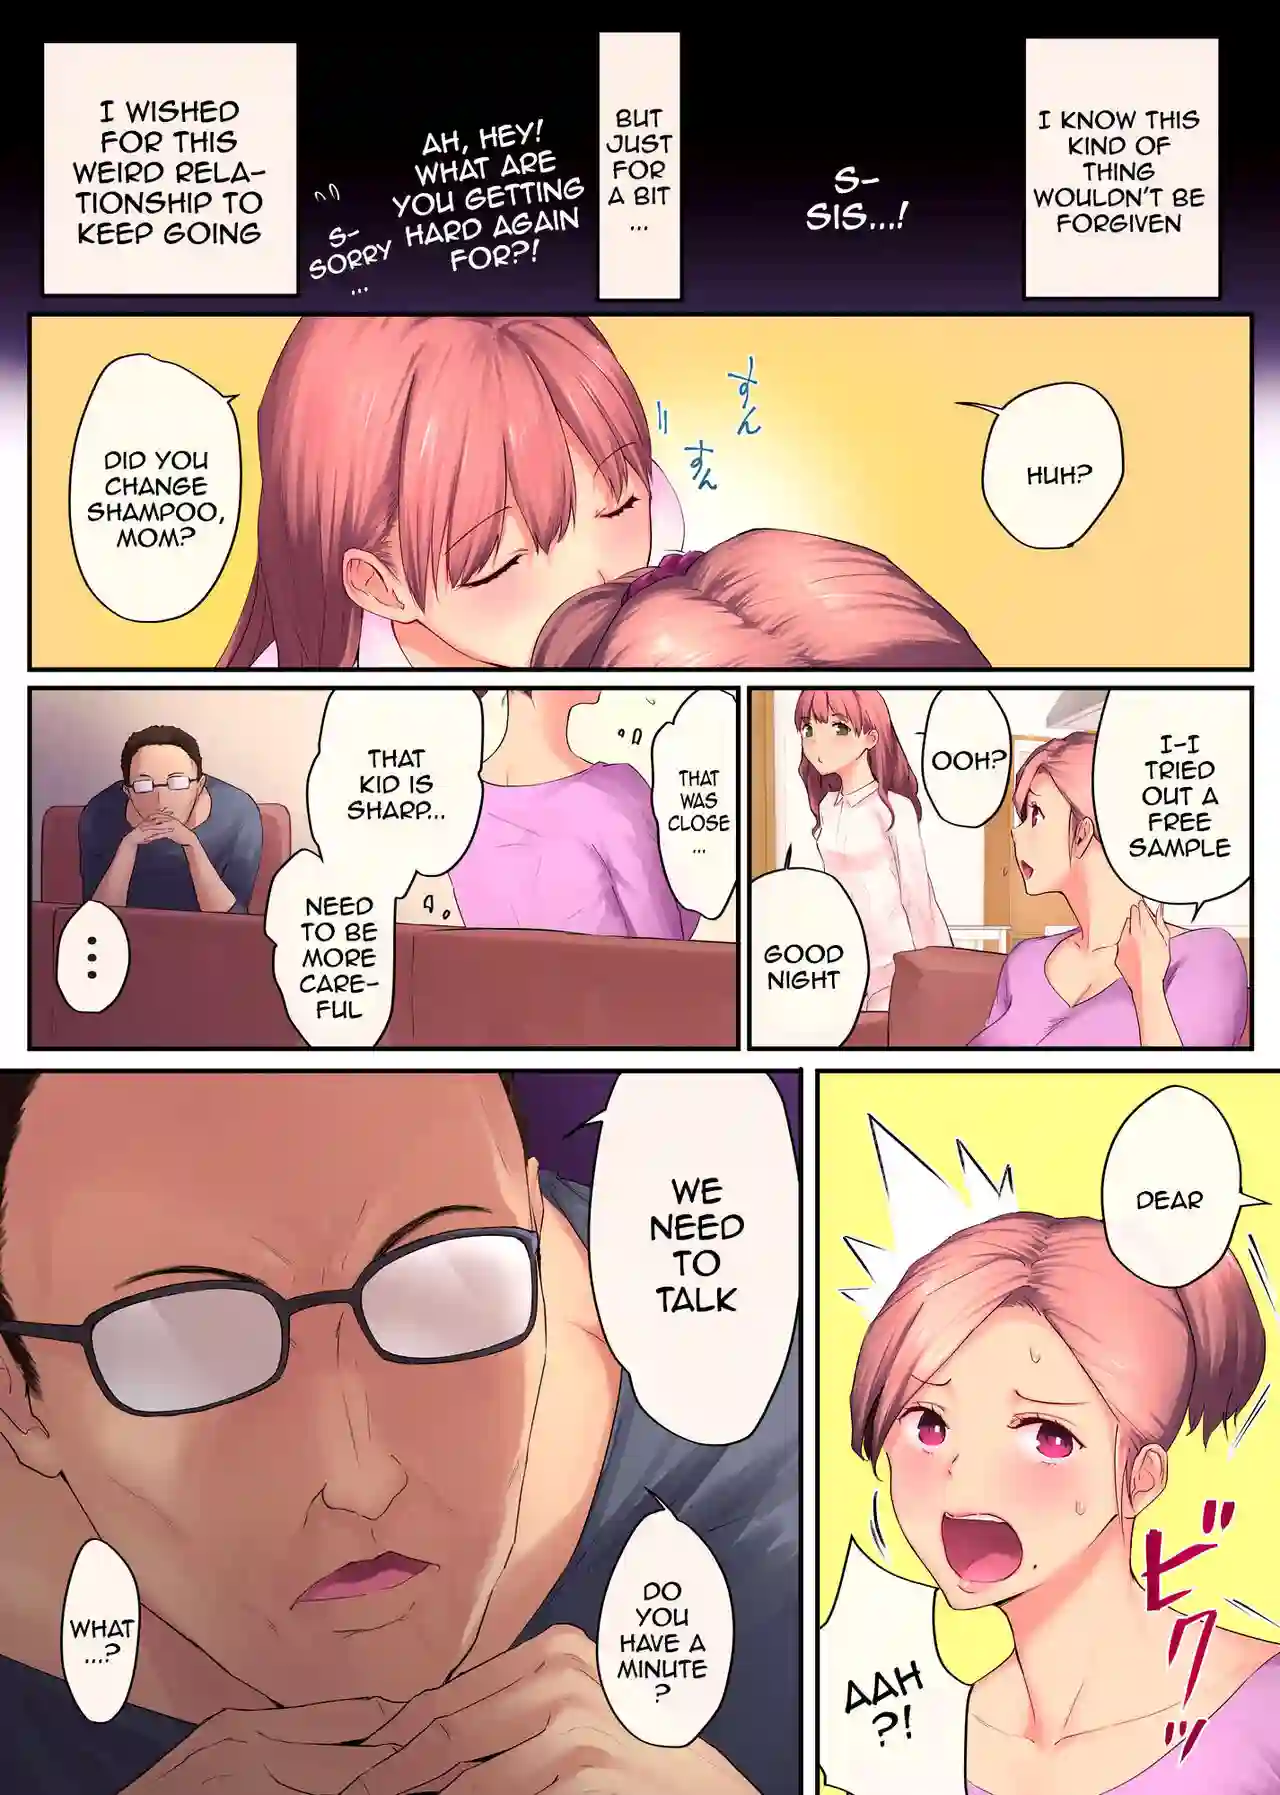 I KNOW THIS
KIND OF
THING
WOULDN'T BE
FORGIVEN
S-
SIS...!
BUT
JUST
FOR
A BIT
...
AH, HEY!
WHAT ARE
YOU GETTING
HARD AGAIN
FOR?!
S-
SORRY
...
I WISHED
FOR THIS
WEIRD RELA-
TIONSHIP TO
KEEP GOING
HUH?
すん
すん
DID YOU
CHANGE
SHAMPOO,
MOM?
I-I
TRIED
OUT A
FREE
SAMPLE
OOH?
GOOD
NIGHT
THAT
WAS
CLOSE
...
THAT
KID IS
SHARP...
NEED
TO BE
MORE
CARE-
FUL
...
DEAR
AAH
?!
ビクッ
WE
NEED
TO
TALK
DO
YOU
HAVE A
MINUTE
?
WHAT
...?